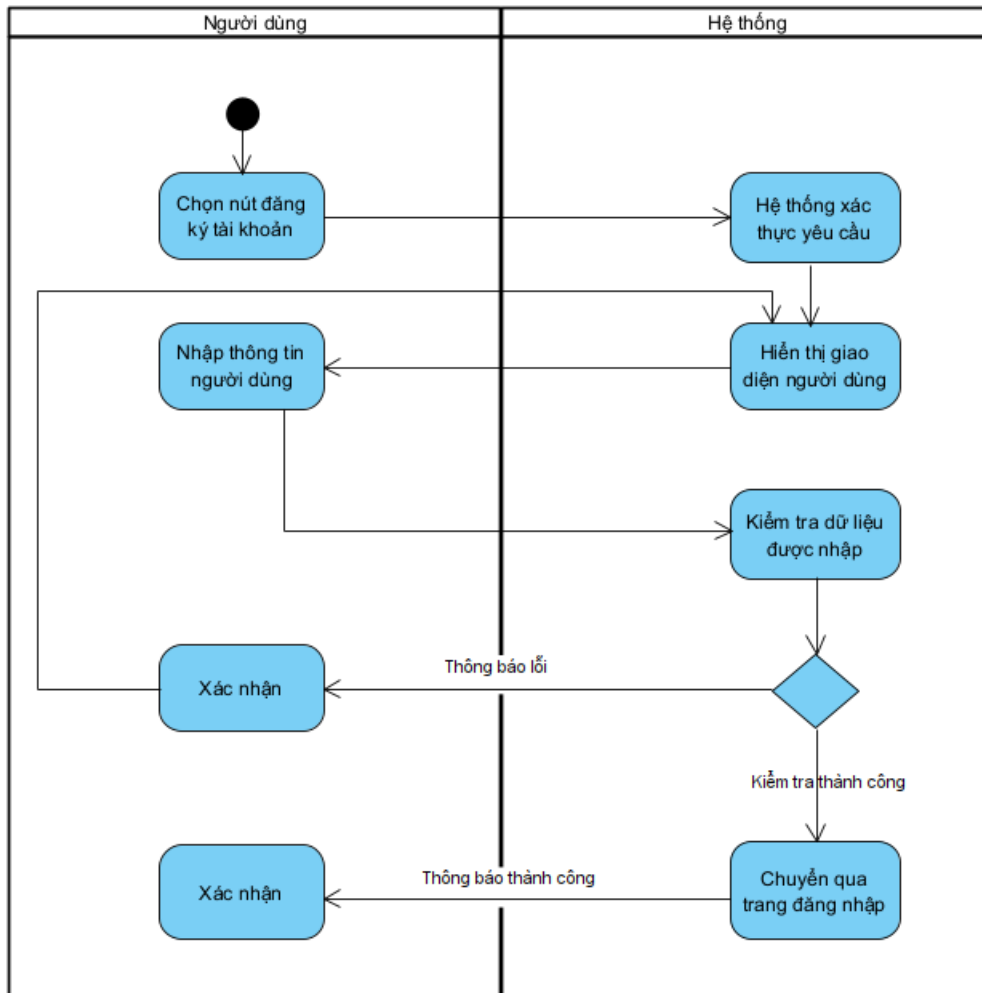 Người dùng
Hệ thống
Chọn nút đăng
ký tài khoản
Hệ thống xác
thực yêu cầu
Nhập thông tin
người dùng
Hiển thị giao
diện người dùng
Kiểm tra dữ liệu
được nhập
Thông báo lỗi
Xác nhận
Kiểm tra thành công
Thông báo thành công
Xác nhận
Chuyển qua
trang đăng nhập